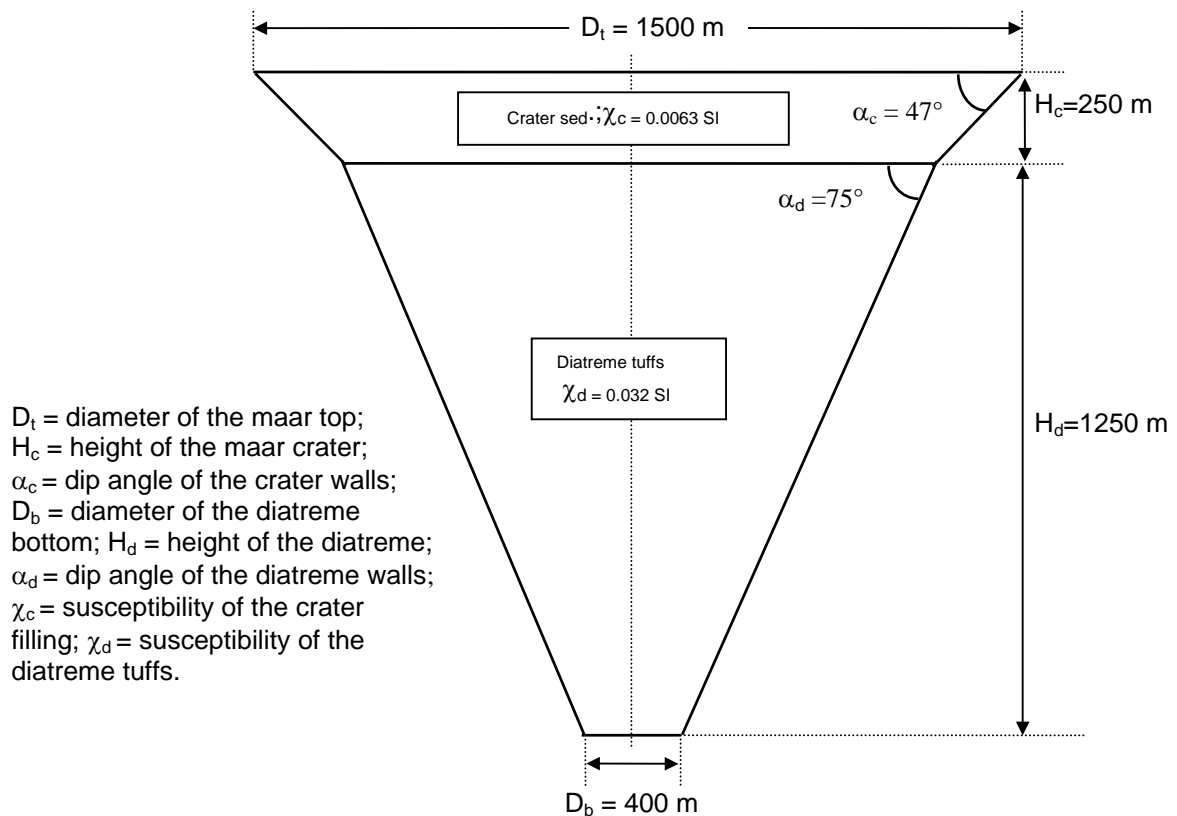 Dt = 1500 m
Crater sed.;χc = 0.0063 SI
αc = 47°
Hc=250 m
αd =75°
Diatreme tuffs
χd = 0.032 SI
Hd=1250 m
Dt = diameter of the maar top;
Hc = height of the maar crater;
αc = dip angle of the crater walls;
Db = diameter of the diatreme
bottom; Hd = height of the diatreme;
αd = dip angle of the diatreme walls;
χc = susceptibility of the crater
filling; χd = susceptibility of the
diatreme tuffs.
Db = 400 m